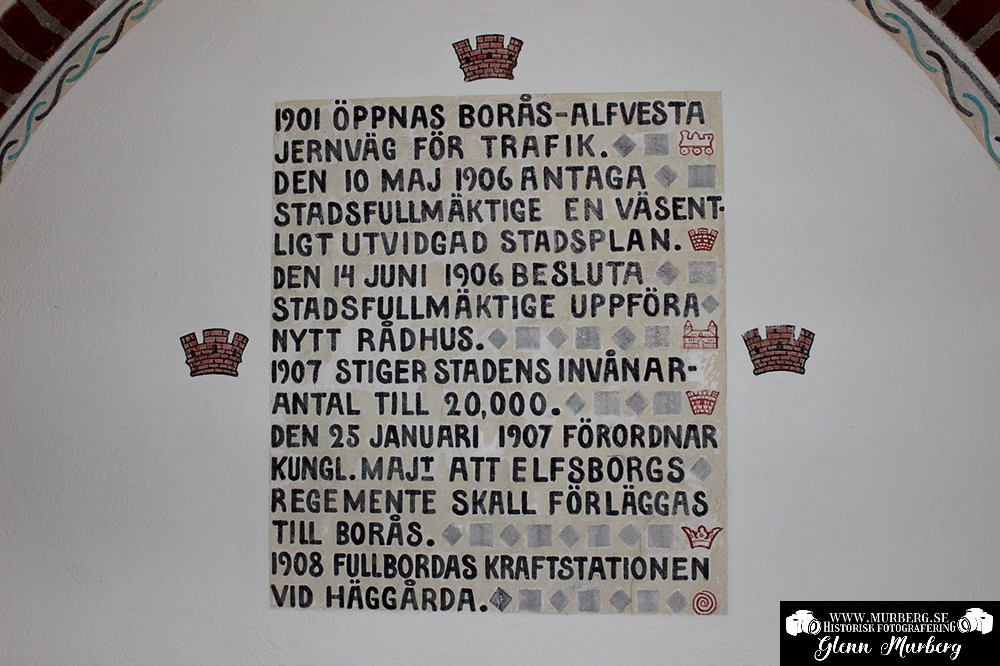 1901 ÖPPNAS BORÅS-ALFVESTA
JERNVÄG FÖR TRAFIK.
DEN 10 MAJ 1906 ANTAGA
STADSFULLMÄKTIGE EN VÄSENT-
LIGT UTVIDGAD STADSPLAN.
DEN 14 JUNI 1906 BESLUTA
STADSFULLMÄKTIGE UPPFÖRA
NYTT RÅDHUS.
1907 STIGER STADENS INVÅNAR-
ANTAL TILL 20,000.
DEN 25 JANUARI 1907 FÖRORDNAR
KUNGL. MAJT ATT ELFSBORGS
REGEMENTE SKALL FÖRLÄGGAS
TILL BORÅS.
1908 FULLBORDAS KRAFTSTATIONEN
VID HÄGGÅRDA.
WWW.MURBERG.SE
HISTORISK FOTOGRAFERING
Glenn Murberg